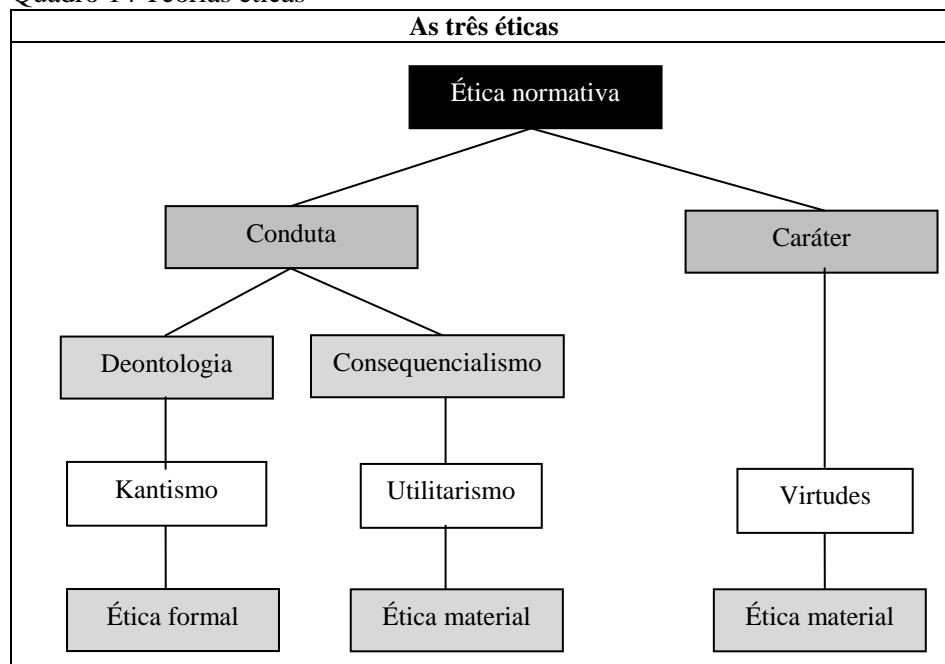 Quadro 1 : Teorias éticas
As três éticas
Ética normativa
Conduta
Caráter
Deontologia
Consequencialismo
Kantismo
Utilitarismo
Virtudes
Ética formal
Ética material
Ética material